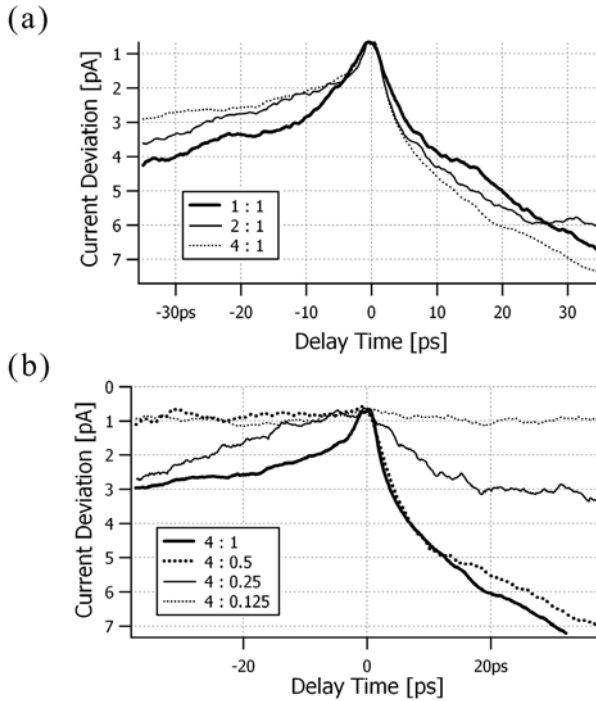 (a)
Current Deviation [pA]
1
2
3
4
5
6
7
1 : 1
2 : 1
4 : 1
-30ps -20 -10 0 10 20 30
Delay Time [ps]
(b)
Current Deviation [pA]
0
1
2
3
4
5
6
7
4 : 1
4 : 0.5
4 : 0.25
4 : 0.125
-20 0 20ps
Delay Time [ps]